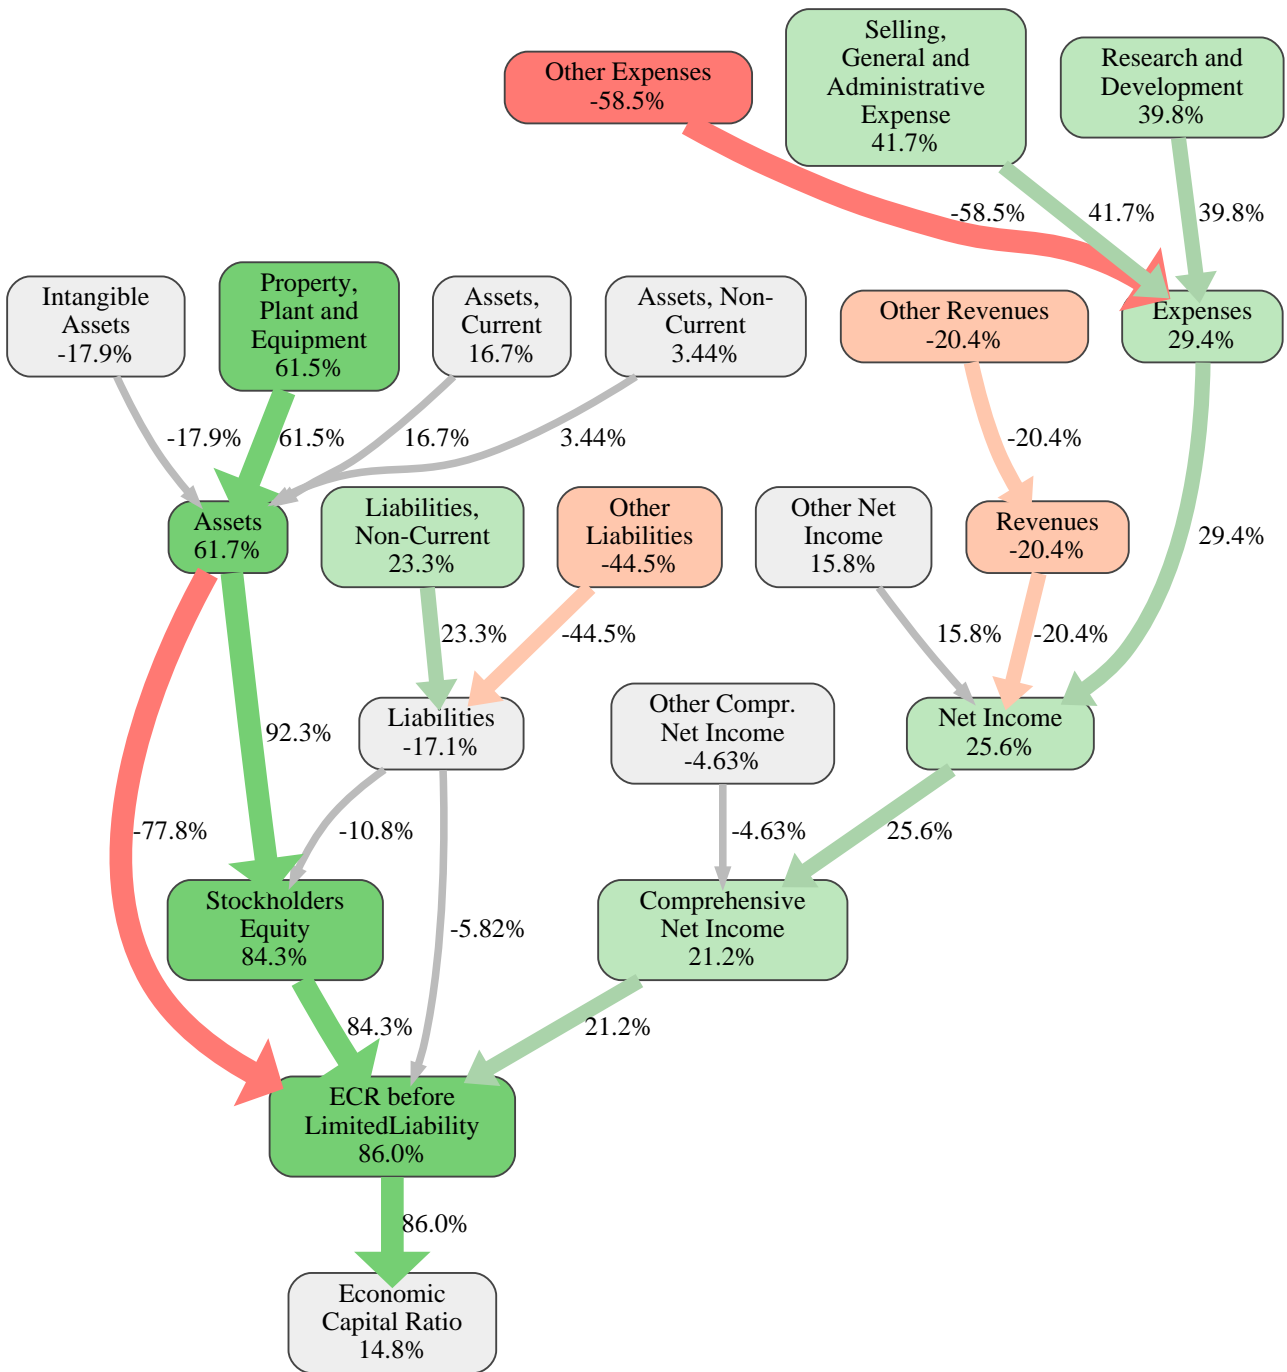 Selling,
General and
Administrative
Expense
41.7%
Other Expenses
-58.5%
Research and
Development
39.8%
-58.5%
41.7%
39.8%
Intangible
Assets
-17.9%
Property,
Plant and
Equipment
61.5%
Assets,
Current
16.7%
Assets, Non-
Current
3.44%
Other Revenues
-20.4%
Expenses
29.4%
-17.9%
61.5%
16.7%
3.44%
-20.4%
Assets
61.7%
Liabilities,
Non-Current
23.3%
Other
Liabilities
-44.5%
Other Net
Income
15.8%
Revenues
-20.4%
29.4%
23.3%
-44.5%
15.8%
-20.4%
92.3%
Liabilities
-17.1%
Other Compr.
Net Income
-4.63%
Net Income
25.6%
-77.8%
-10.8%
-4.63%
25.6%
Stockholders
Equity
84.3%
-5.82%
Comprehensive
Net Income
21.2%
84.3%
21.2%
ECR before
LimitedLiability
86.0%
86.0%
Economic
Capital Ratio
14.8%